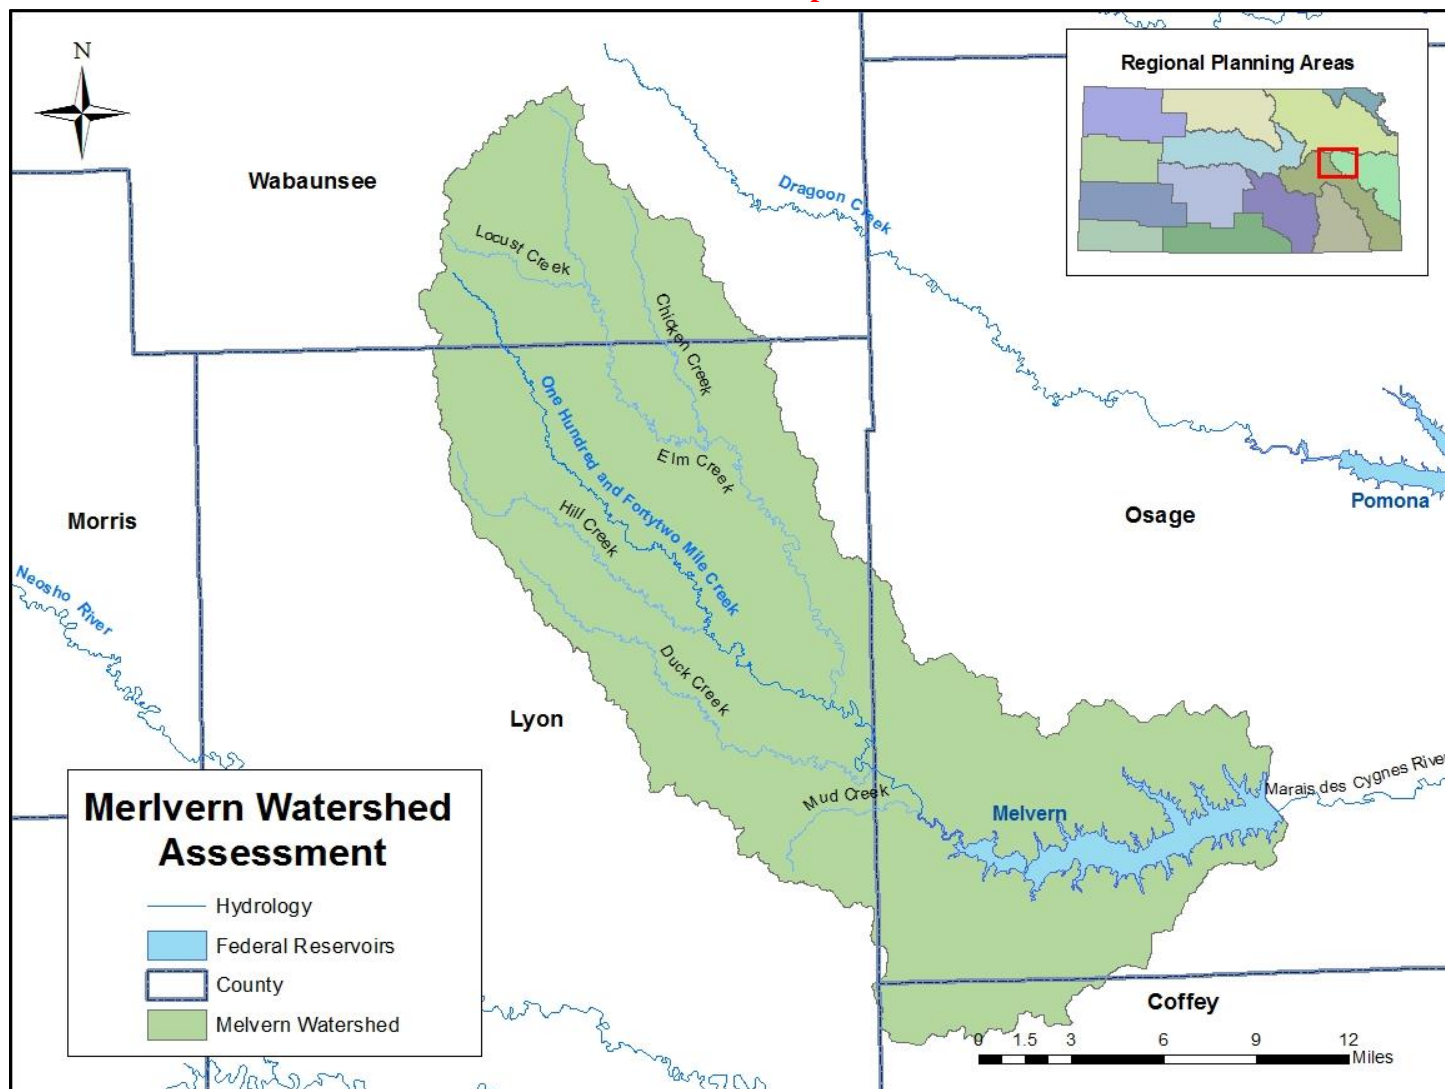 N
Regional Planning Areas
Wabaunsee
Dragoon Creek
Locust Creek
Chicken Creek
One Hundred and Fortytwo Mile Creek
Elm Creek
Pomona
Hill Creek
Osage
Morris
Neosho River
Duck Creek
Lyon
Marais des Cygnes River
Mud Creek
Melvern
Merlvern Watershed
Assessment
Hydrology
Federal Reservoirs
County
Melvern Watershed
Coffey
0 1.5 3 6 9 12
Miles